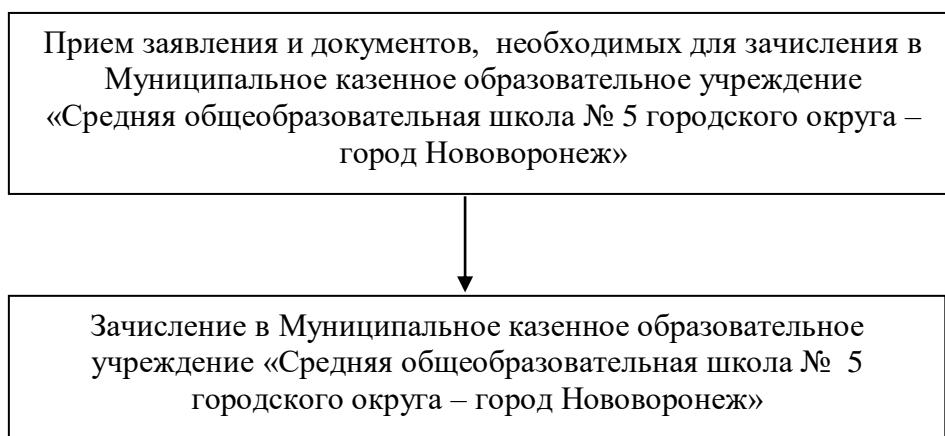 Прием заявления и документов, необходимых для зачисления в
Муниципальное казенное образовательное учреждение
«Средняя общеобразовательная школа № 5 городского округа –
город Нововоронеж»
Зачисление в Муниципальное казенное образовательное
учреждение «Средняя общеобразовательная школа № 5
городского округа – город Нововоронеж»